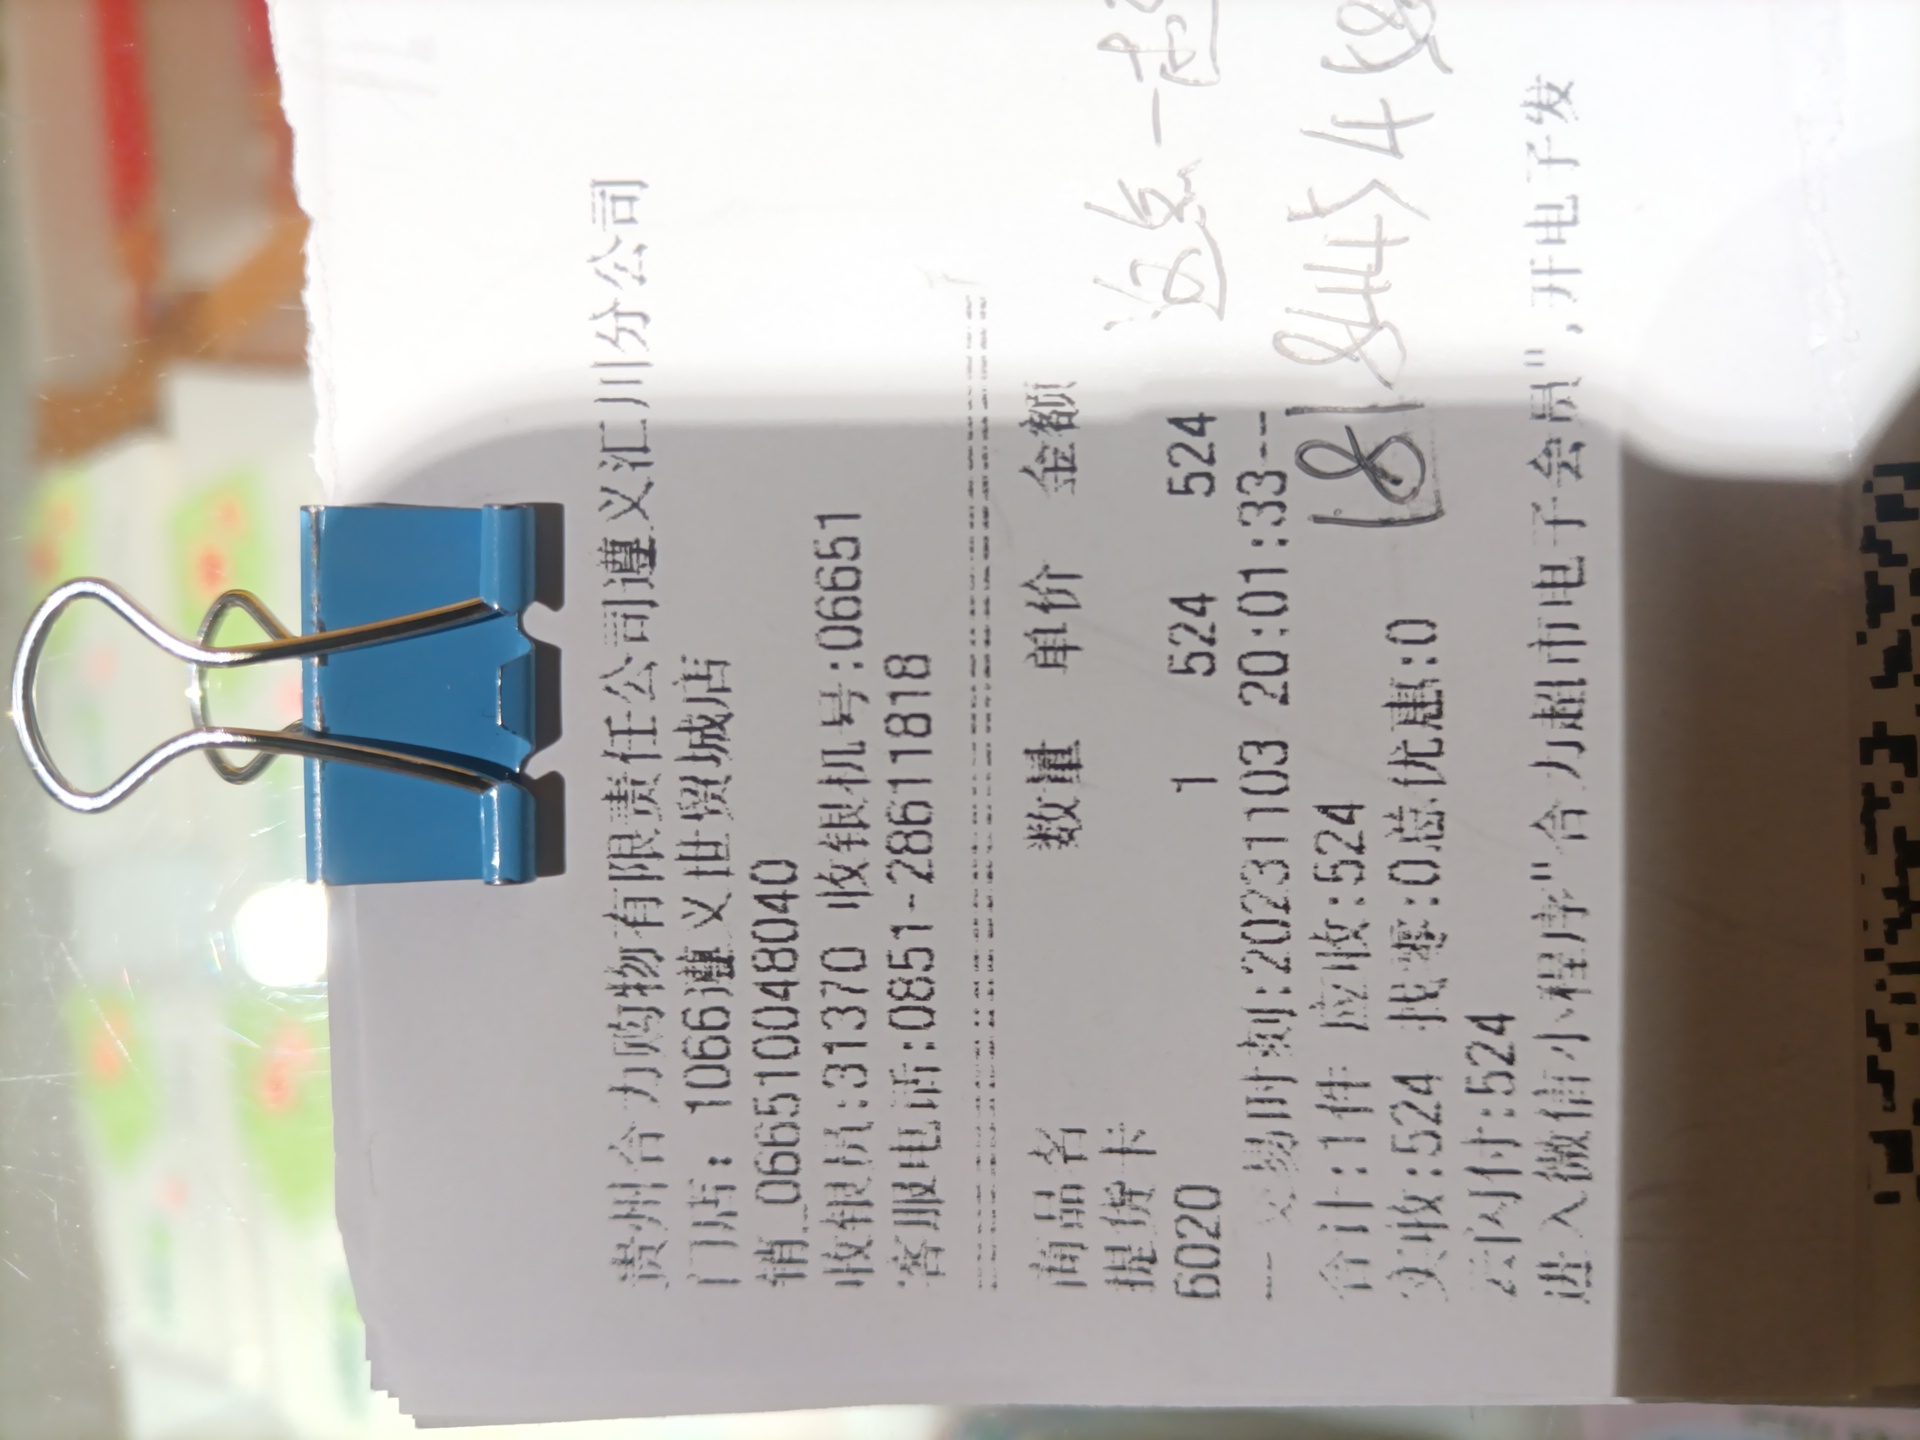 贵州合力购物有限责任公司遵义汇川分公司
门店: 1066遵义世贸城店
销_066510048040
收银员:31370 收银机号:06651
客服电话:0851-28611818
商品名 数量 单价 金额
提货卡
6020 1 524 524
---交易时刻:20231103 20:01:33---
合计:1件 应收:524
实收:524 找零:0总优惠:0
云闪付:524
进入微信小程序"合力超市电子会员",开电子发